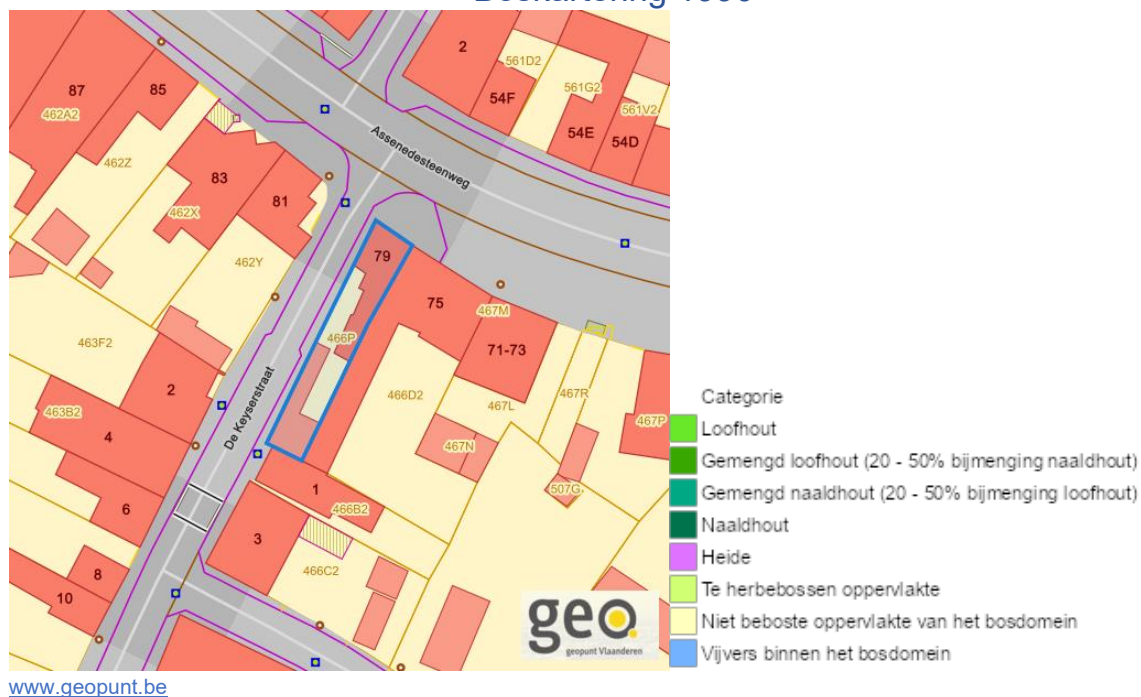 87
85
2
561D2
561G2
561V2
54F
54E
54D
462A2
462Z
83
81
462X
462Y
Assenedesteenweg
79
75
467M
71-73
466P
463F2
2
463B2
4
De Keyserstraat
466D2
467L
467R
467P
467N
507G
6
1
466B2
3
466C2
8
10
geo
geopunt Vlaanderen
Categorie
Loofhout
Gemengd loofhout (20 - 50% bijmenging naaldhout)
Gemengd naaldhout (20 - 50% bijmenging loofhout)
Naaldhout
Heide
Te herbebossen oppervlakte
Niet beboste oppervlakte van het bosdomein
Vijvers binnen het bosdomein
www.geopunt.be